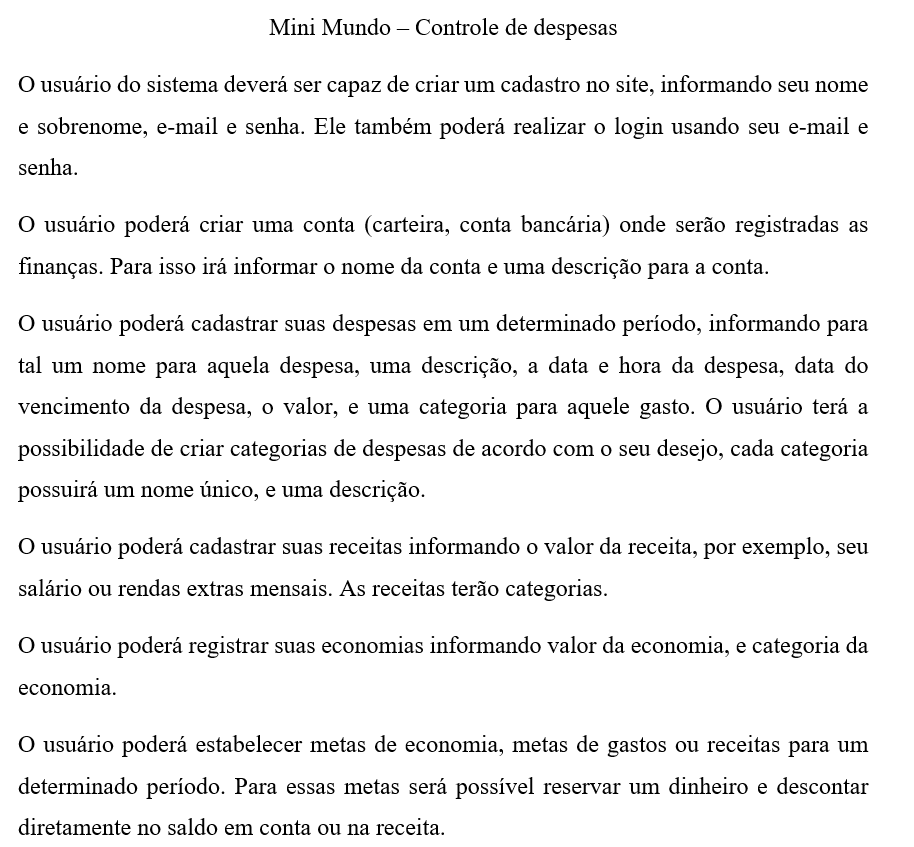 Mini Mundo – Controle de despesas
O usuário do sistema deverá ser capaz de criar um cadastro no site, informando seu nome
e sobrenome, e-mail e senha. Ele também poderá realizar o login usando seu e-mail e
senha.
O usuário poderá criar uma conta (carteira, conta bancária) onde serão registradas as
finanças. Para isso irá informar o nome da conta e uma descrição para a conta.
O usuário poderá cadastrar suas despesas em um determinado período, informando para
tal um nome para aquela despesa, uma descrição, a data e hora da despesa, data do
vencimento da despesa, o valor, e uma categoria para aquele gasto. O usuário terá a
possibilidade de criar categorias de despesas de acordo com o seu desejo, cada categoria
possuirá um nome único, e uma descrição.
O usuário poderá cadastrar suas receitas informando o valor da receita, por exemplo, seu
salário ou rendas extras mensais. As receitas terão categorias.
O usuário poderá registrar suas economias informando valor da economia, e categoria da
economia.
O usuário poderá estabelecer metas de economia, metas de gastos ou receitas para um
determinado período. Para essas metas será possível reservar um dinheiro e descontar
diretamente no saldo em conta ou na receita.